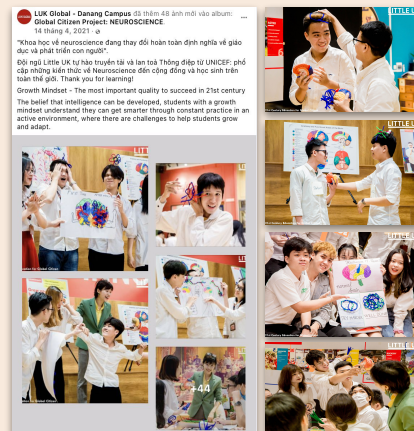 LUK Global - Danang Campus đã thêm 48 ảnh mới vào album:
Global Citizen Project: NEUROSCIENCE.
14 tháng 4, 2021 ·
"Khoa học về neuroscience đang thay đổi hoàn toàn định nghĩa về giáo
dục và phát triển con người".
Đội ngũ Little UK tự hào truyền tải và lan toả Thông điệp từ UNICEF: phổ
cập những kiến thức về Neuroscience đến cộng đồng và học sinh trên
toàn thế giới. Thank you for learning!
Growth Mindset - The most important quality to succeed in 21st century
The belief that intelligence can be developed, students with a growth
mindset understand they can get smarter through constant practice in an
active environment, where there are challenges to help students grow
and adapt.
+44